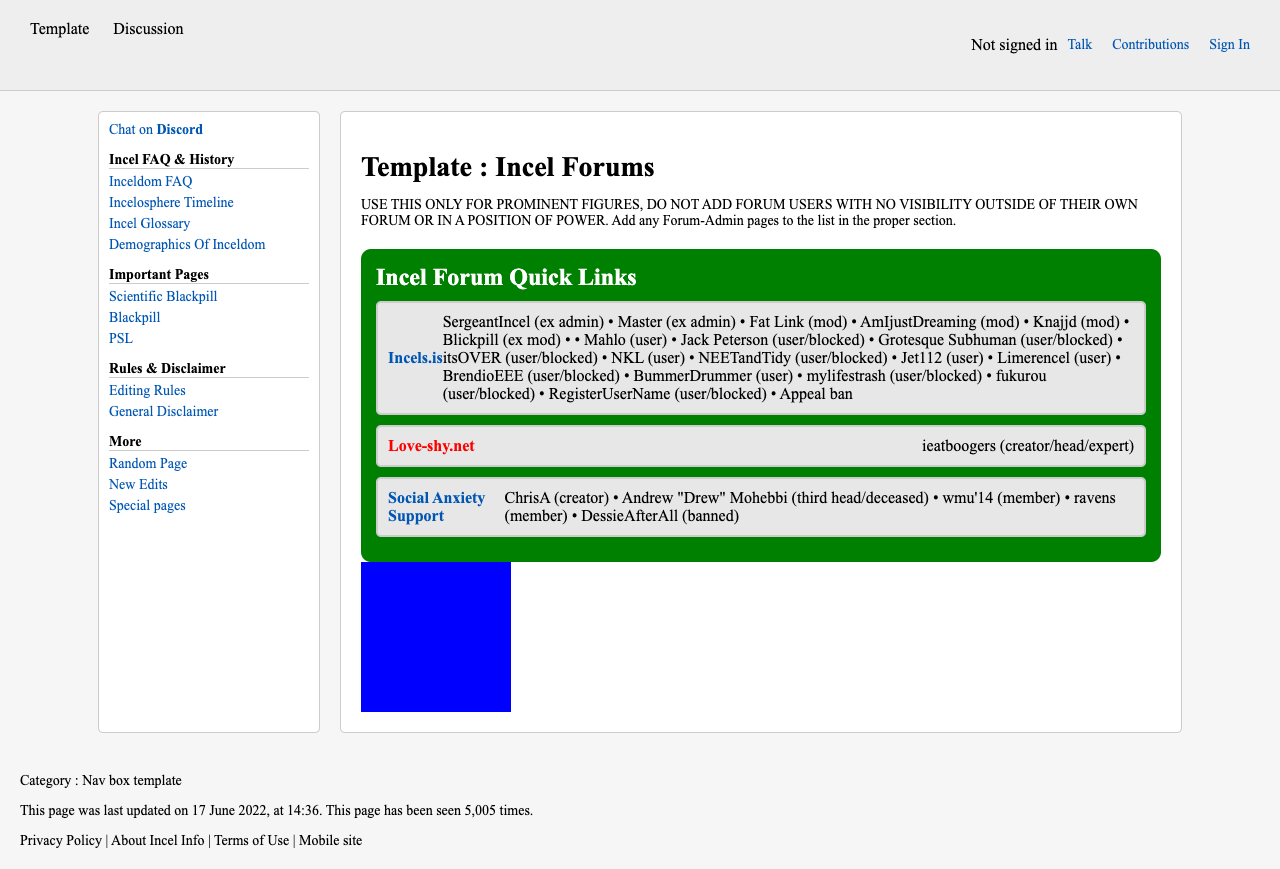 Template Discussion
Not signed in Talk Contributions Sign In
Chat on Discord
Incel FAQ & History
Inceldom FAQ
Incelosphere Timeline
Incel Glossary
Demographics Of Inceldom
Important Pages
Scientific Blackpill
Blackpill
PSL
Rules & Disclaimer
Editing Rules
General Disclaimer
More
Random Page
New Edits
Special pages
Template : Incel Forums
USE THIS ONLY FOR PROMINENT FIGURES, DO NOT ADD FORUM USERS WITH NO VISIBILITY OUTSIDE OF THEIR OWN
FORUM OR IN A POSITION OF POWER. Add any Forum-Admin pages to the list in the proper section.
Incel Forum Quick Links
Incels.is
SergeantIncel (ex admin) • Master (ex admin) • Fat Link (mod) • AmIjustDreaming (mod) • Knajjd (mod) •
Blickpill (ex mod) • • Mahlo (user) • Jack Peterson (user/blocked) • Grotesque Subhuman (user/blocked) •
itsOVER (user/blocked) • NKL (user) • NEETandTidy (user/blocked) • Jet112 (user) • Limerencel (user) •
BrendioEEE (user/blocked) • BummerDrummer (user) • mylifestrash (user/blocked) • fukurou
(user/blocked) • RegisterUserName (user/blocked) • Appeal ban
Love-shy.net
ieatboogers (creator/head/expert)
Social Anxiety
Support
ChrisA (creator) • Andrew "Drew" Mohebbi (third head/deceased) • wmu'14 (member) • ravens
(member) • DessieAfterAll (banned)
Category : Nav box template
This page was last updated on 17 June 2022, at 14:36. This page has been seen 5,005 times.
Privacy Policy | About Incel Info | Terms of Use | Mobile site